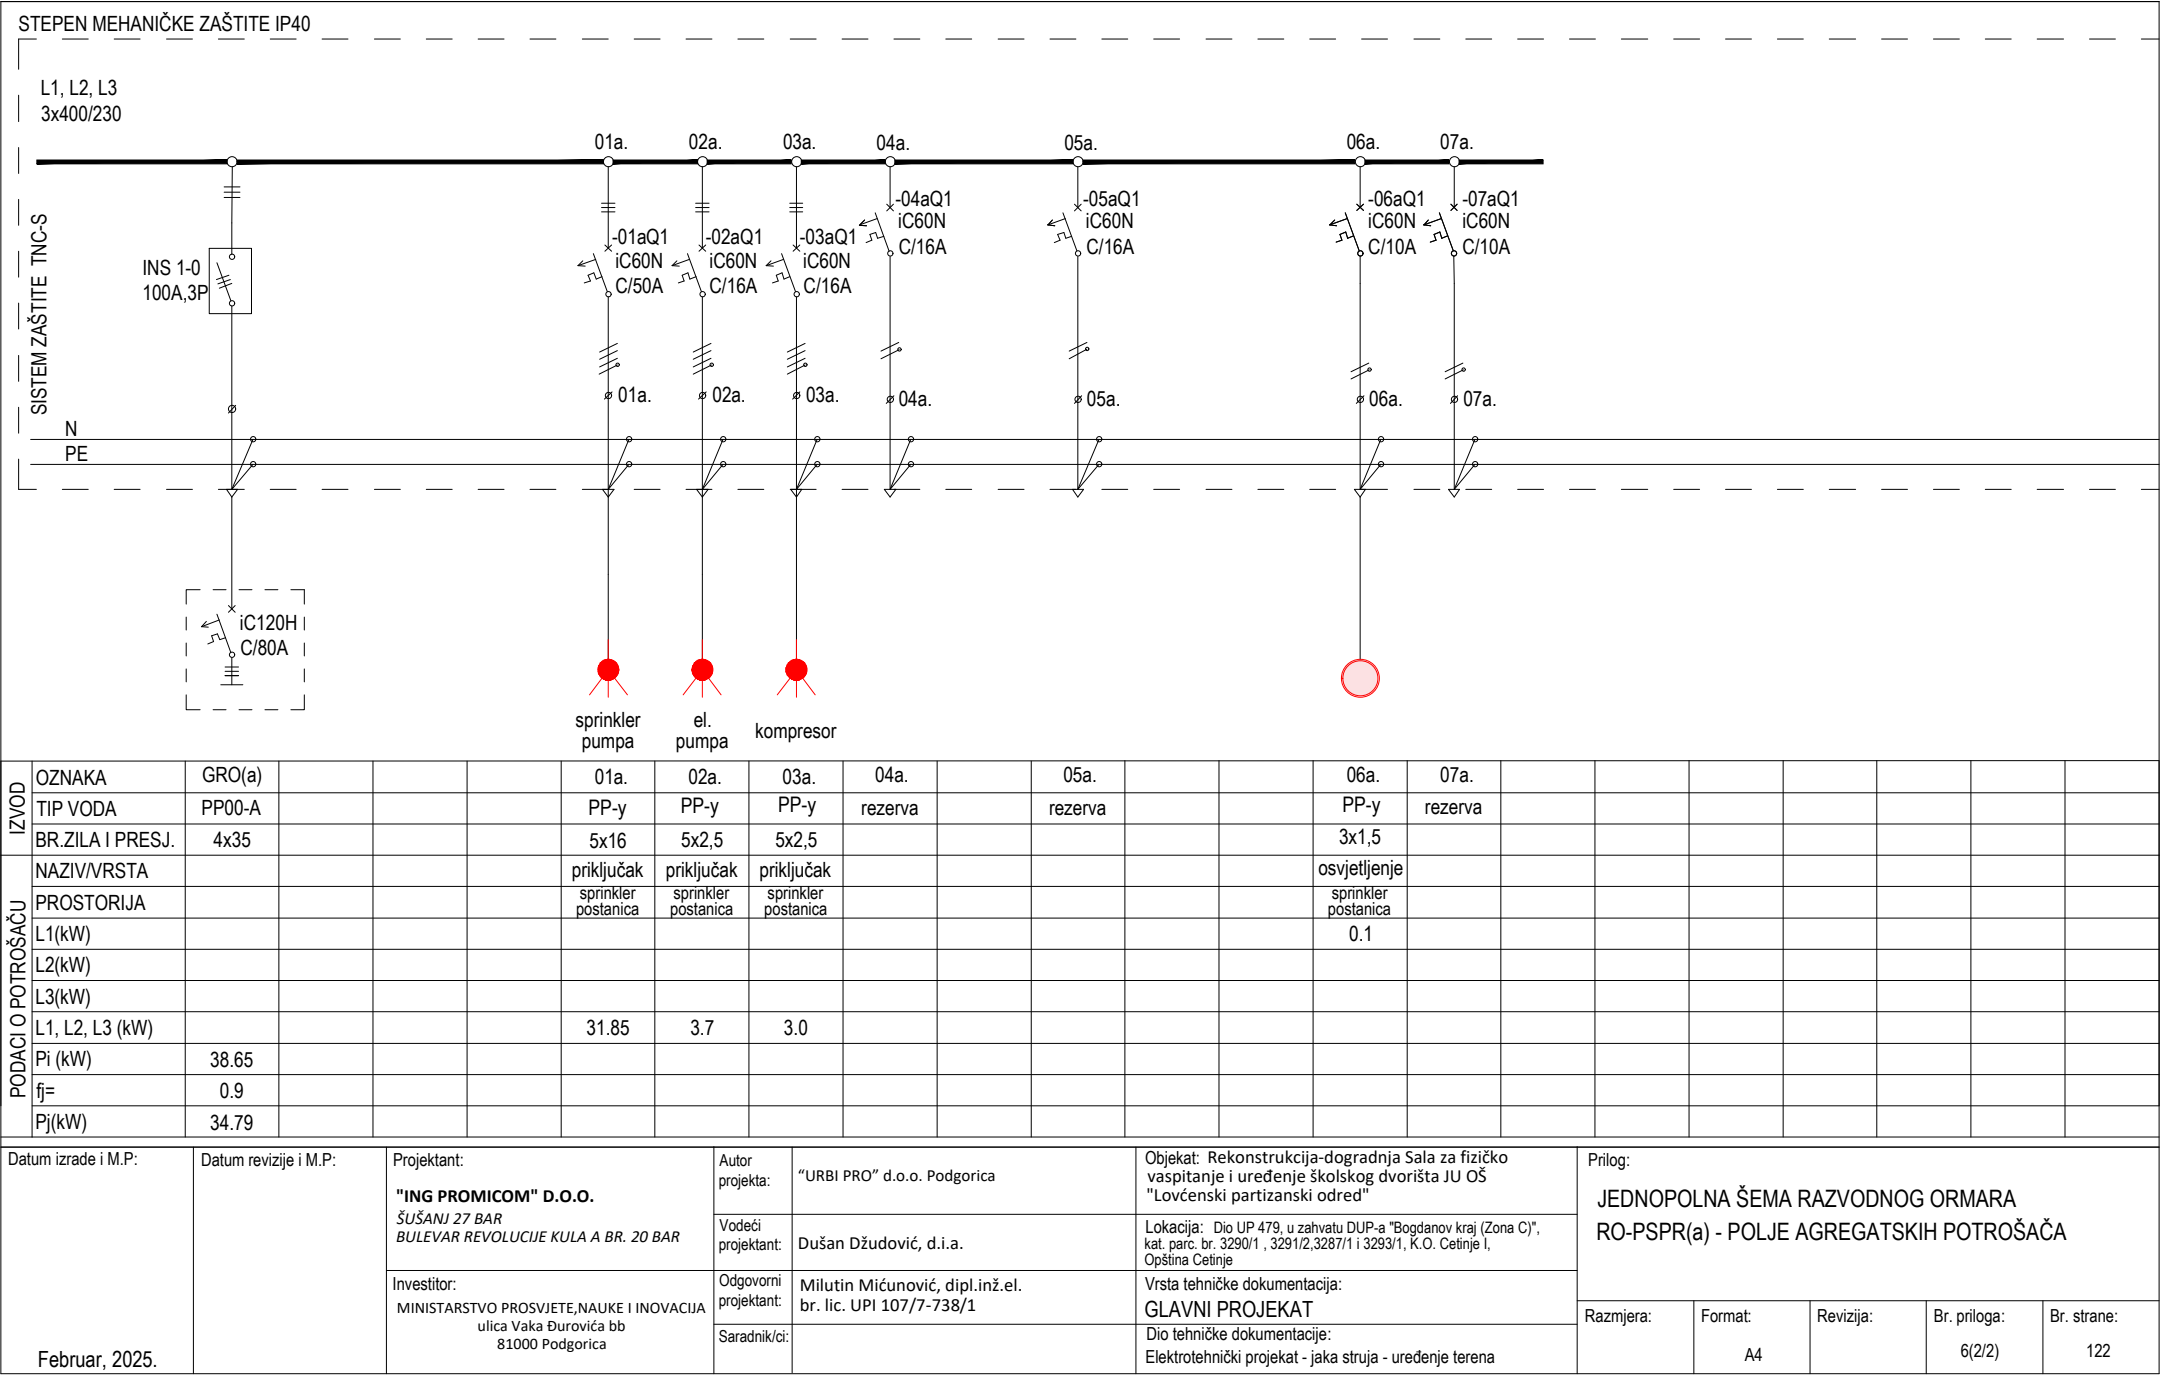 STEPEN MEHANIČKE ZAŠTITE IP40
L1, L2, L3
3x400/230
SISTEM ZAŠTITE TNC-S
01a. 02a. 03a. 04a. 05a. 06a. 07a.
INS 1-0
100A,3P
-01aQ1
iC60N
C/50A
-02aQ1
iC60N
C/16A
-03aQ1
iC60N
C/16A
-04aQ1
iC60N
C/16A
-05aQ1
iC60N
C/16A
-06aQ1
iC60N
C/10A
-07aQ1
iC60N
C/10A
01a. 02a. 03a. 04a. 05a. 06a. 07a.
N
PE
iC120H
C/80A
sprinkler
pumpa
el.
pumpa
kompresor
IZVOD
OZNAKA GRO(a) 01a. 02a. 03a. 04a. 05a. 06a. 07a.
TIP VODA PP00-A PP-y PP-y PP-y rezerva rezerva PP-y rezerva
BR.ZILA I PRESJ. 4x35 5x16 5x2,5 5x2,5 3x1,5
PODACI O POTROŠAČU
NAZIV/VRSTA priključak priključak priključak osvjetljenje
PROSTORIJA sprinkler postanica sprinkler postanica sprinkler postanica sprinkler postanica
L1(kW) 0.1
L2(kW)
L3(kW)
L1, L2, L3 (kW) 31.85 3.7 3.0
Pi (kW) 38.65
fj= 0.9
Pj(kW) 34.79
Datum izrade i M.P:
Februar, 2025.
Datum revizije i M.P:
Projektant:
"ING PROMICOM" D.O.O.
ŠUŠANJ 27 BAR
BULEVAR REVOLUCIJE KULA A BR. 20 BAR
Investitor:
MINISTARSTVO PROSVJETE,NAUKE I INOVACIJA
ulica Vaka Đurovića bb
81000 Podgorica
Autor
projekta:
“URBI PRO” d.o.o. Podgorica
Vodeći
projektant:
Dušan Džudović, d.i.a.
Odgovorni
projektant:
Milutin Mićunović, dipl.inž.el.
br. lic. UPI 107/7-738/1
Saradnik/ci:
Objekat: Rekonstrukcija-dogradnja Sala za fizičko
vaspitanje i uređenje školskog dvorišta JU OŠ
"Lovćenski partizanski odred"
Lokacija: Dio UP 479, u zahvatu DUP-a "Bogdanov kraj (Zona C)",
kat. parc. br. 3290/1 , 3291/2,3287/1 i 3293/1, K.O. Cetinje I,
Opština Cetinje
Vrsta tehničke dokumentacija:
GLAVNI PROJEKAT
Dio tehničke dokumentacije:
Elektrotehnički projekat - jaka struja - uređenje terena
Prilog:
JEDNOPOLNA ŠEMA RAZVODNOG ORMARA
RO-PSPR(a) - POLJE AGREGATSKIH POTROŠAČA
Razmjera:
Format:
A4
Revizija:
Br. priloga:
6(2/2)
Br. strane:
122